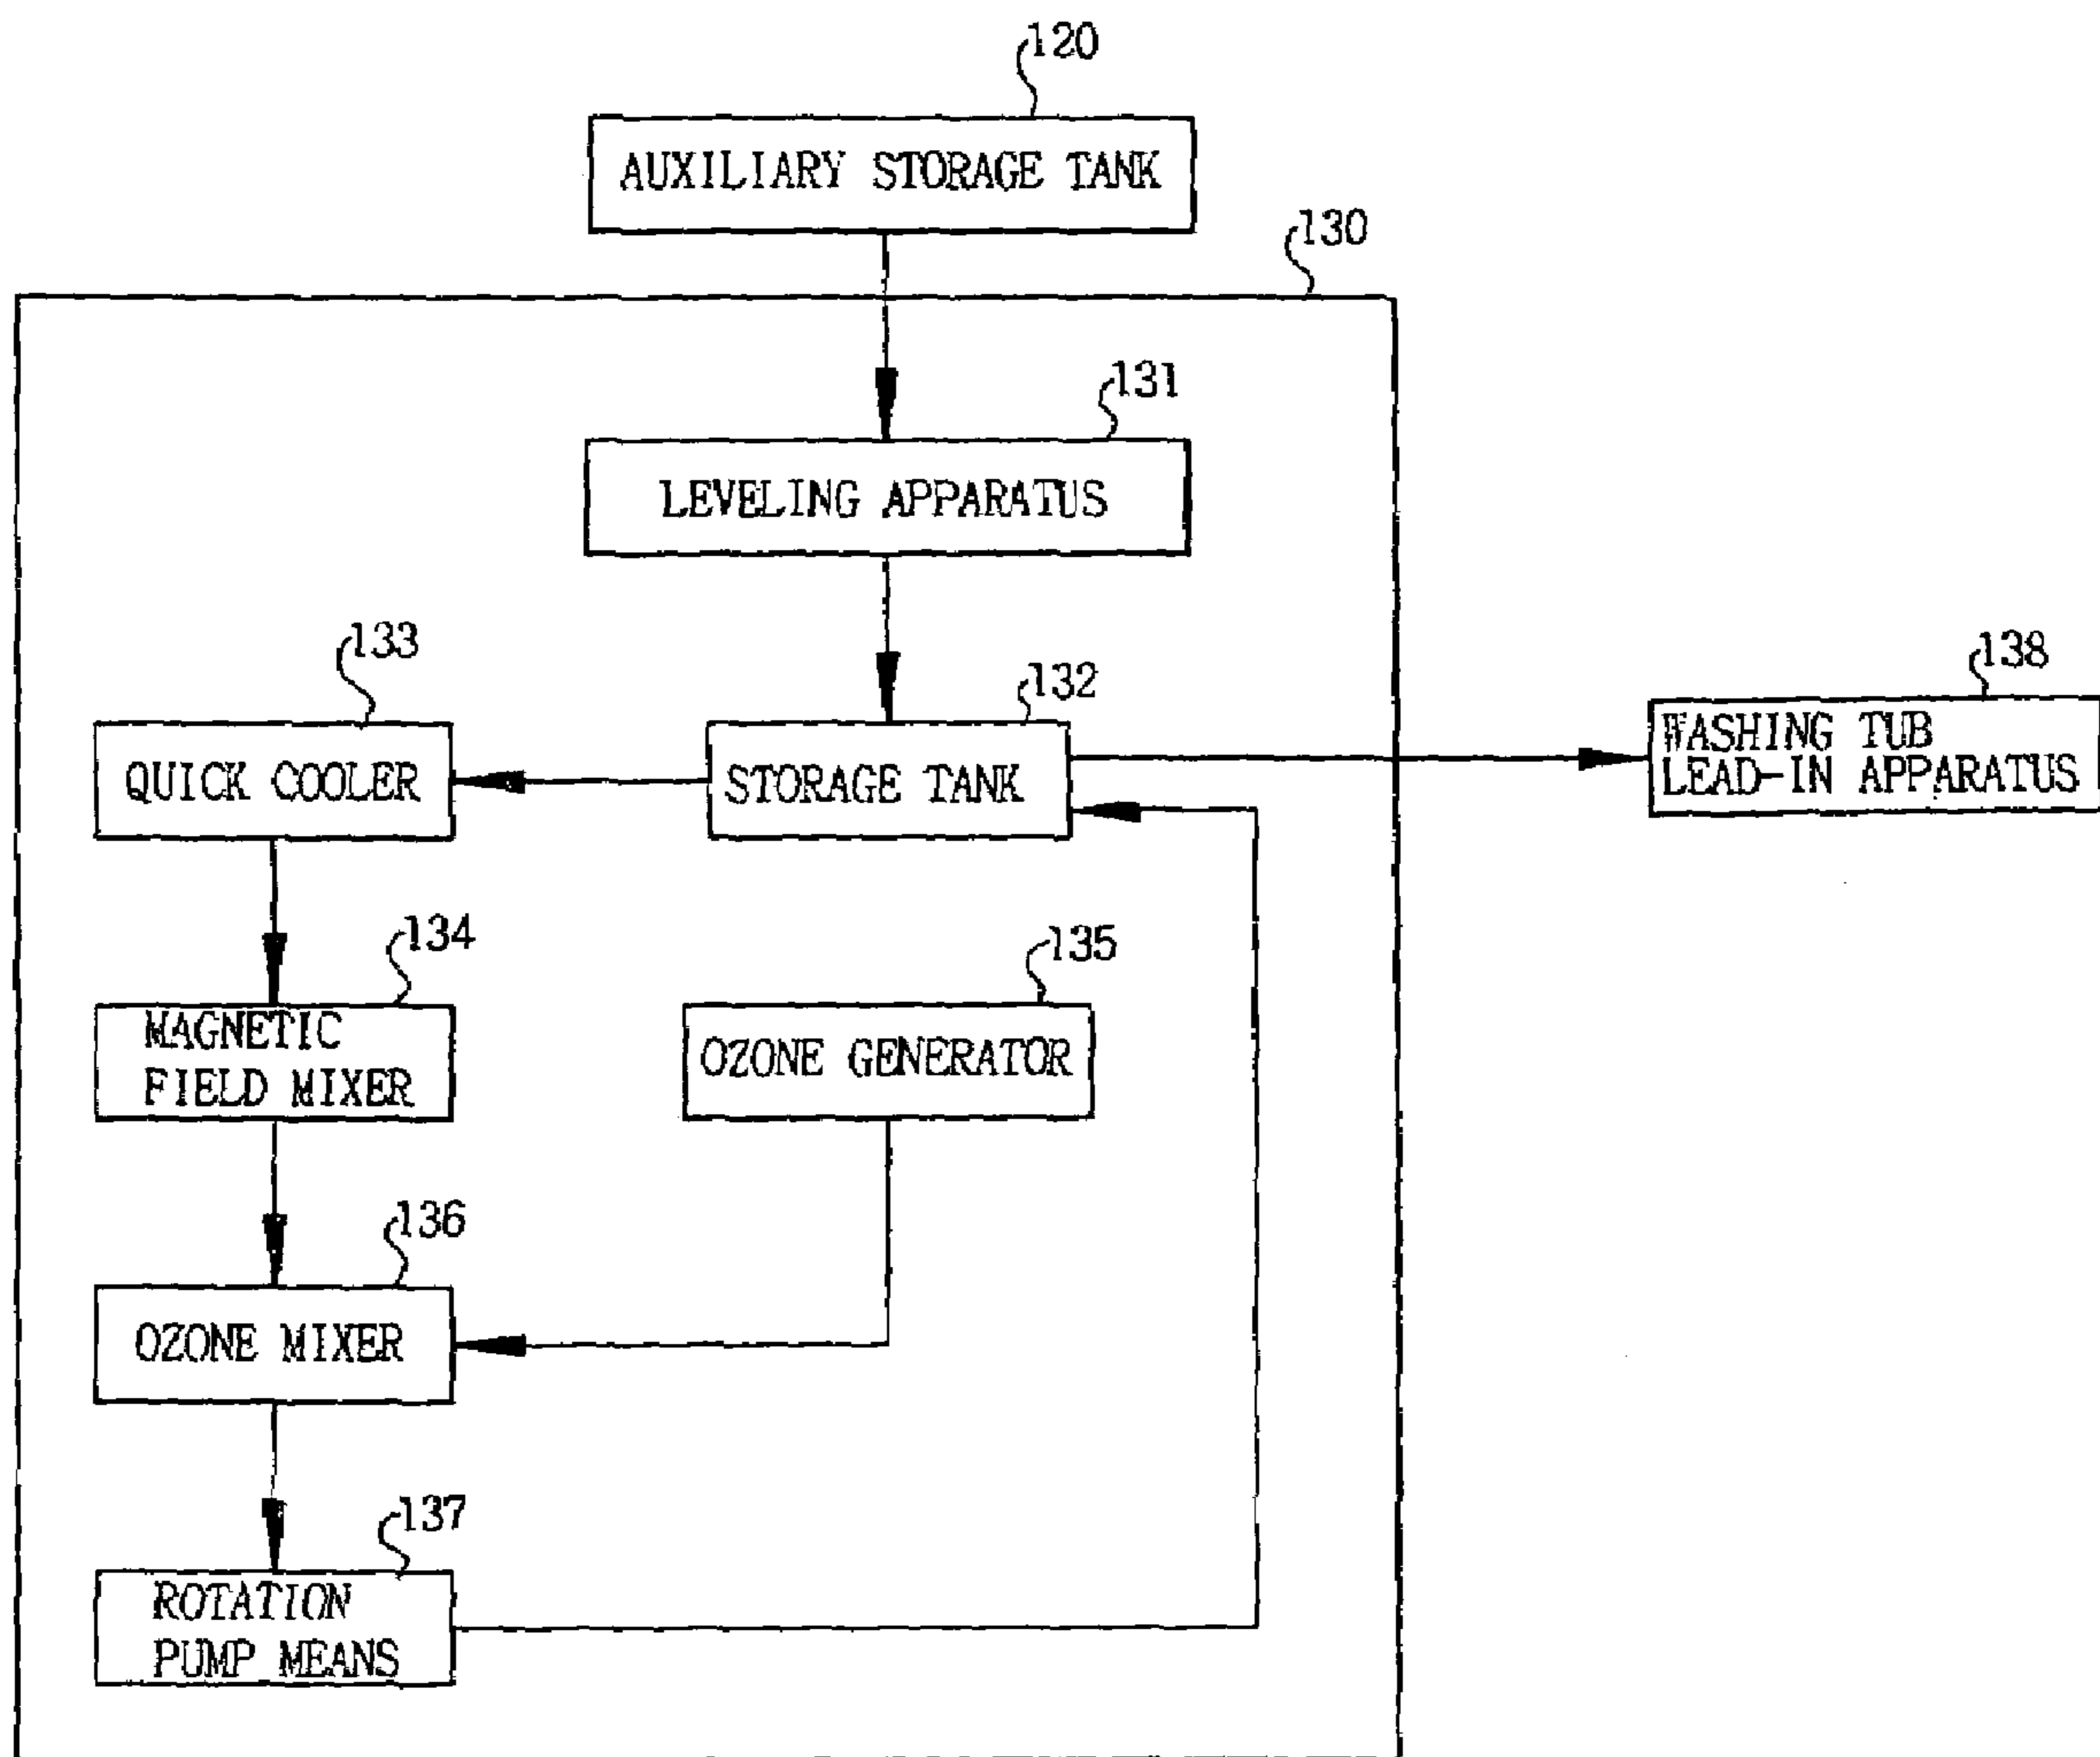 120
AUXILIARY STORAGE TANK
130
131
LEVELING APPARATUS
133
132
138
QUICK COOLER
STORAGE TANK
WASHING TUB
LEAD-IN APPARATUS
134
135
MAGNETIC
FIELD MIXER
OZONE GENERATOR
136
OZONE MIXER
137
ROTATION
PUMP MEANS